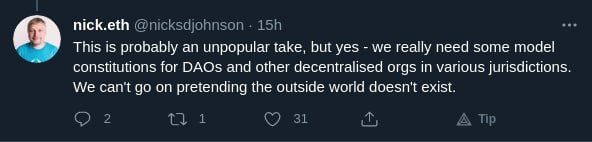 nick.eth @nicksdjohnson · 15h
This is probably an unpopular take, but yes - we really need some model
constitutions for DAOs and other decentralised orgs in various jurisdictions.
We can't go on pretending the outside world doesn't exist.
2 1 31 Tip